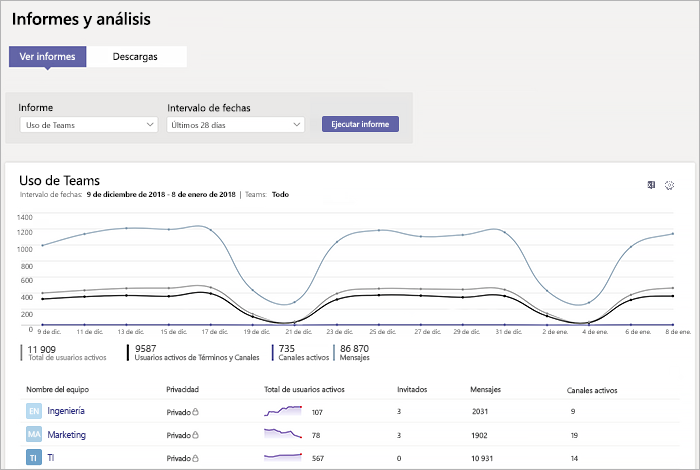 Informes y análisis
Ver informes Descargas
Informe Intervalo de fechas
Uso de Teams Últimos 28 días Ejecutar informe
Uso de Teams
Intervalo de fechas: 9 de diciembre de 2018 - 8 de enero de 2018 | Teams: Todo
1400
1200
1000
800
600
400
200
0 9 de dic. 11 de dic. 13 de dic. 15 de dic. 17 de dic. 19 de dic. 21 de dic. 23 de dic. 25 de dic. 27 de dic. 29 de dic. 31 de dic. 2 de ene. 4 de ene. 6 de ene. 8 de ene.
11 909 9587 735 86 870
Total de usuarios activos Usuarios activos de Términos y Canales Canales activos Mensajes
Nombre del equipo Privacidad Total de usuarios activos Invitados Mensajes Canales activos
EN Ingeniería Privado 107 3 2031 9
MA Marketing Privado 78 3 1902 19
TI TI Privado 567 0 10 931 14